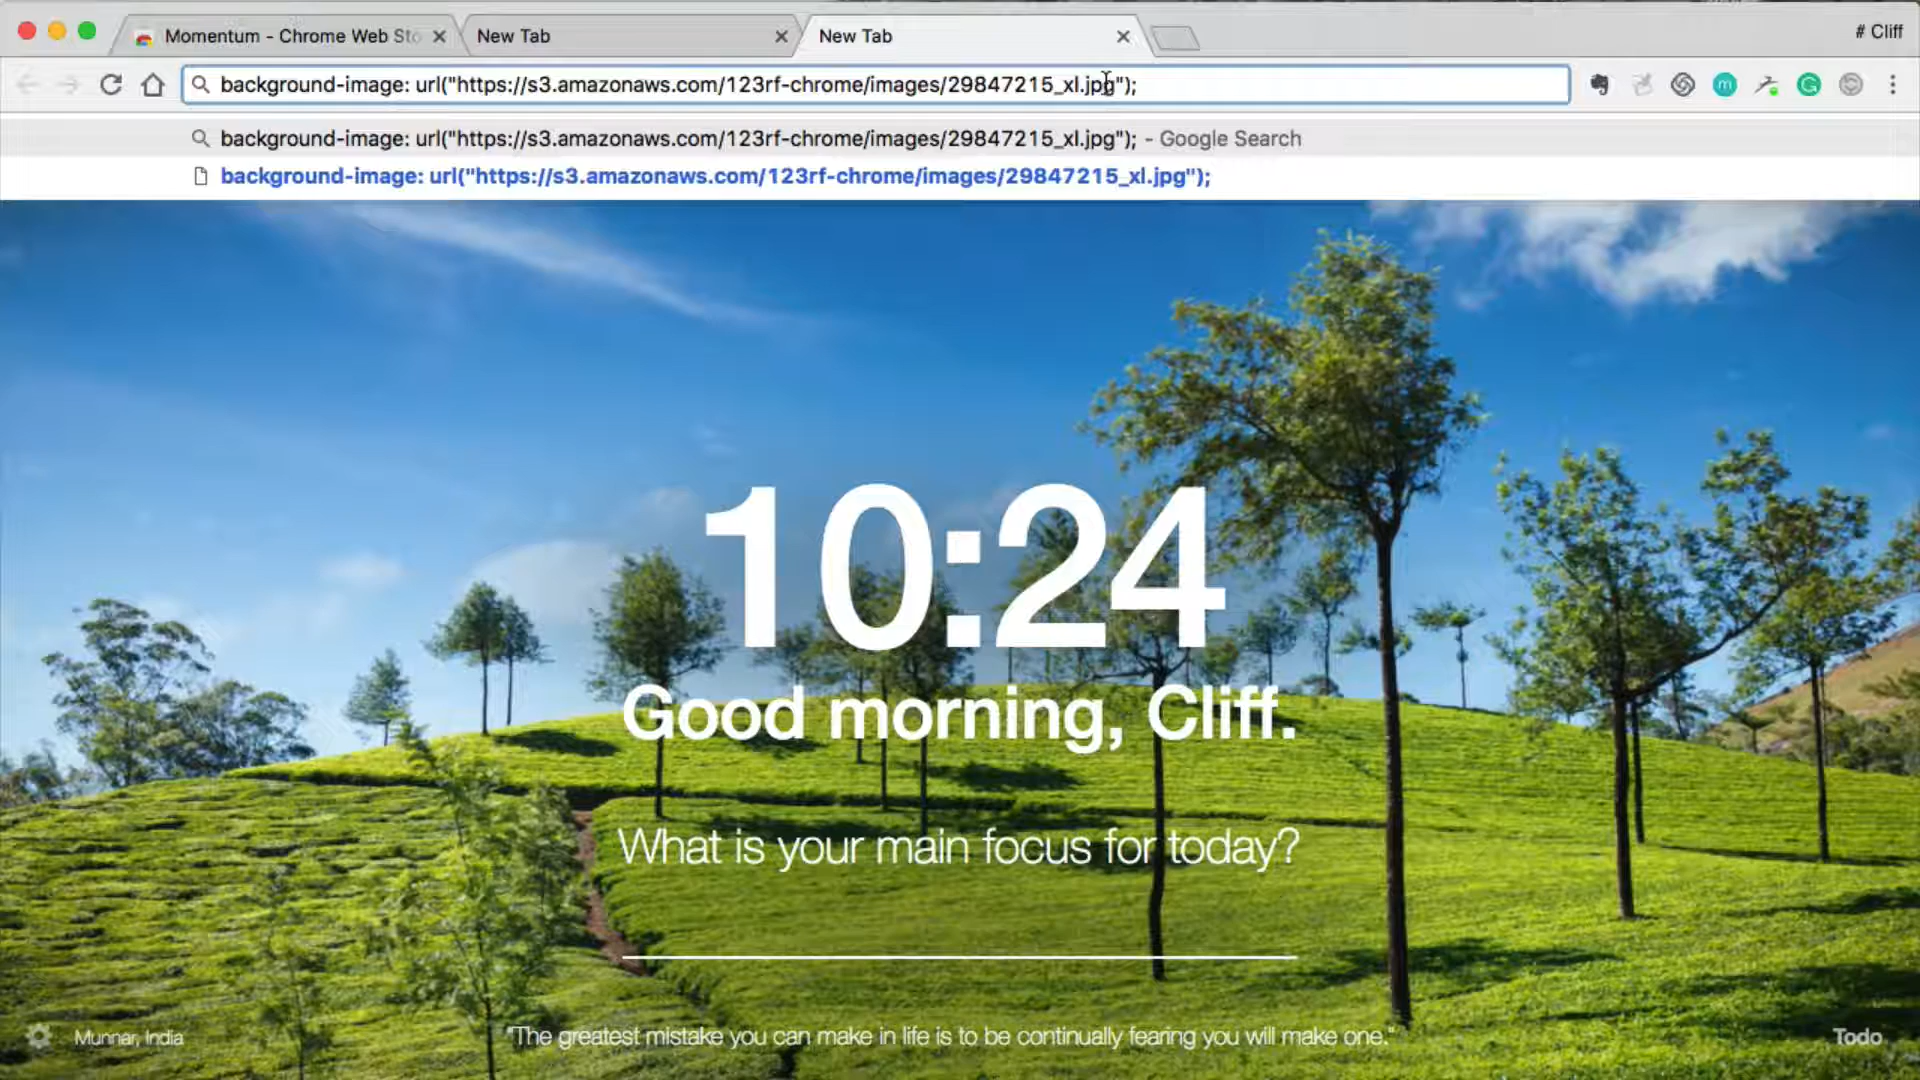 Momentum - Chrome Web Sto
New Tab
New Tab
# Cliff
background-image: url("https://s3.amazonaws.com/123rf-chrome/images/29847215_xl.jpg");
background-image: url("https://s3.amazonaws.com/123rf-chrome/images/29847215_xl.jpg"); - Google Search
background-image: url("https://s3.amazonaws.com/123rf-chrome/images/29847215_xl.jpg");
10:24
Good morning, Cliff.
What is your main focus for today?
Munnar, India
"The greatest mistake you can make in life is to be continually fearing you will make one."
Todo